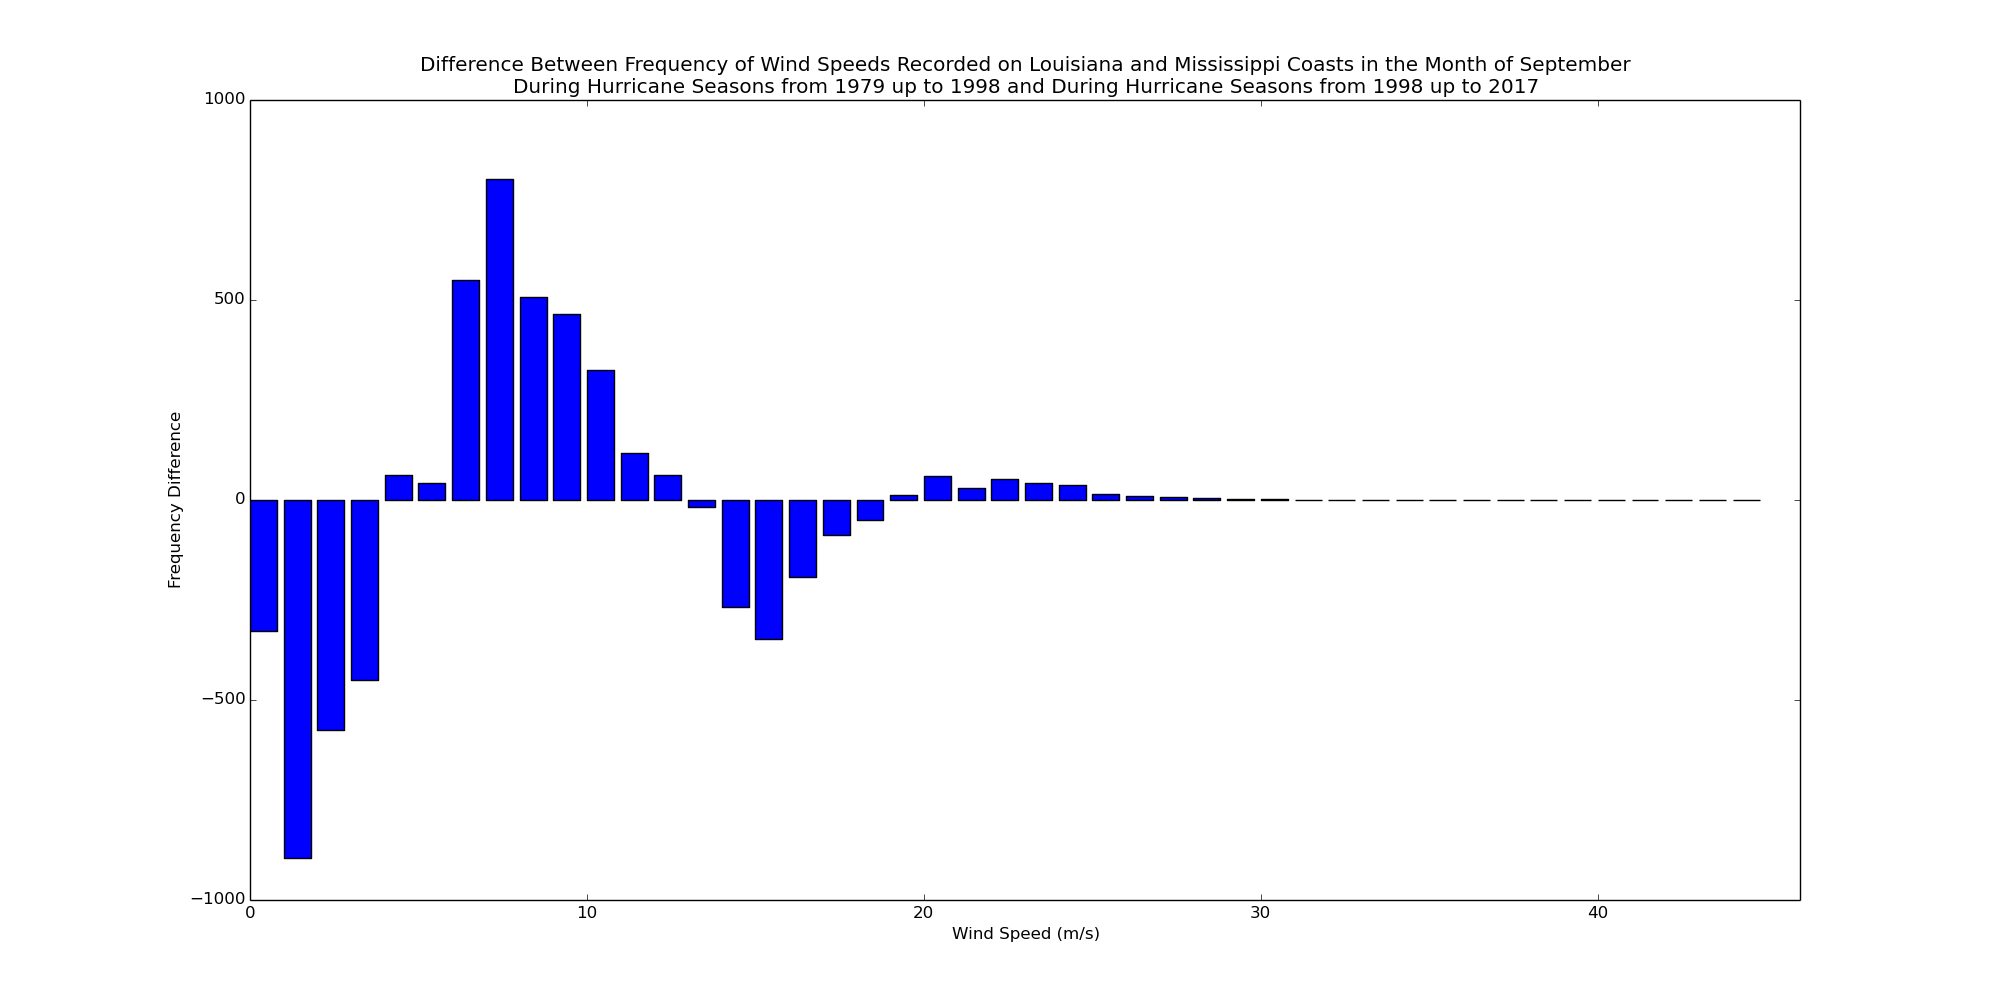 Difference Between Frequency of Wind Speeds Recorded on Louisiana and Mississippi Coasts in the Month of September
During Hurricane Seasons from 1979 up to 1998 and During Hurricane Seasons from 1998 up to 2017
1000
500
0
−500
−1000
Frequency Difference
0 10 20 30 40
Wind Speed (m/s)